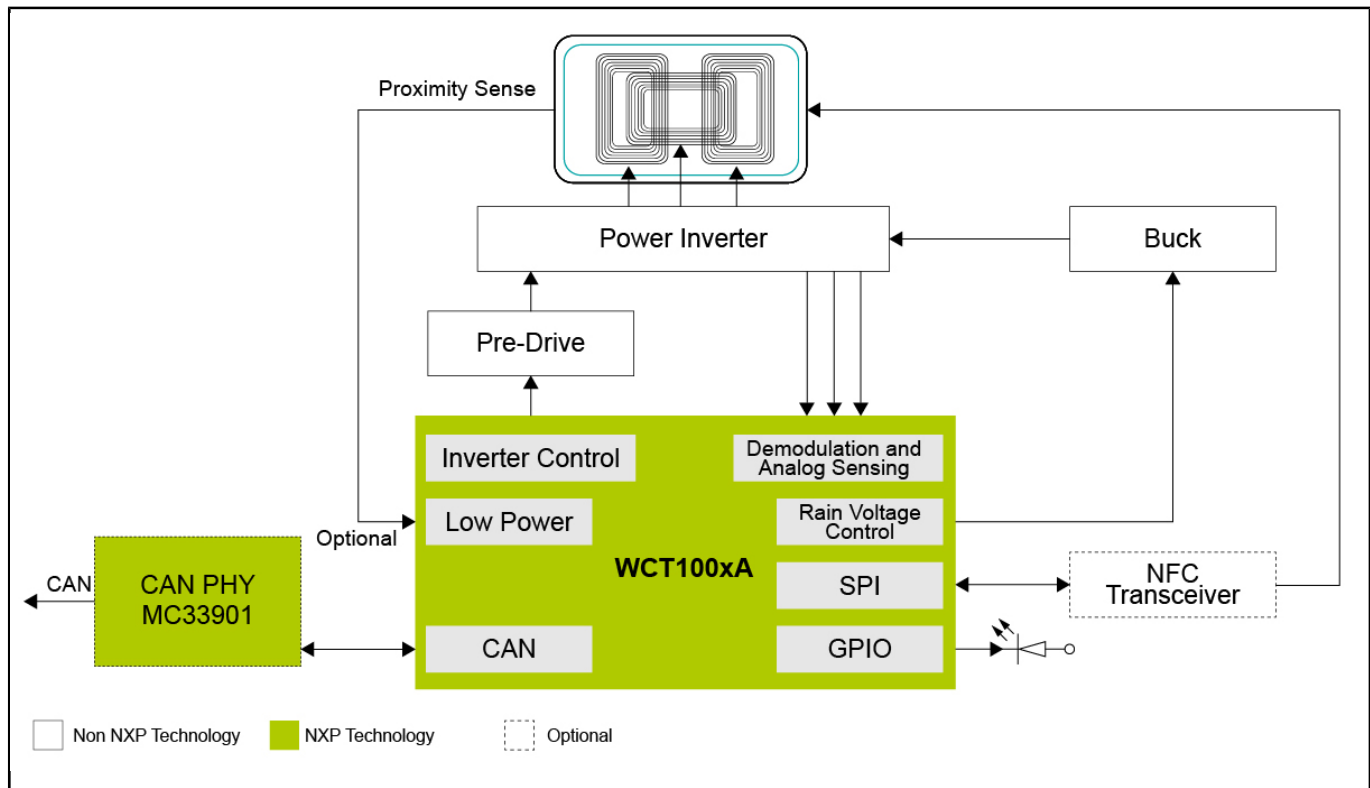 Proximity Sense
Power Inverter
Buck
Pre-Drive
Inverter Control
Demodulation and
Analog Sensing
Low Power
Rain Voltage
Control
Optional
WCT100xA
CAN
CAN PHY
MC33901
SPI
NFC
Transceiver
CAN
GPIO
Non NXP Technology
NXP Technology
Optional